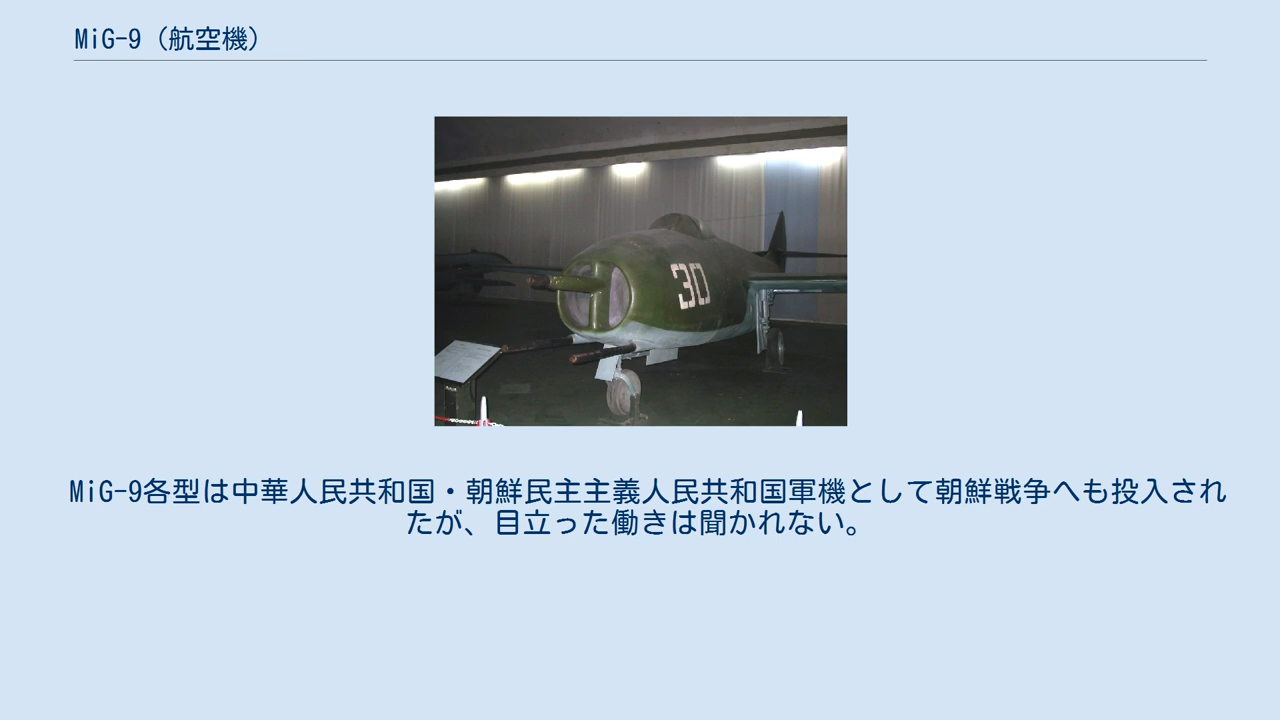 MiG-9（航空機）
30
MiG-9各型は中華人民共和国・朝鮮民主主義人民共和国軍機として朝鮮戦争へも投入され
たが、目立った働きは聞かれない。